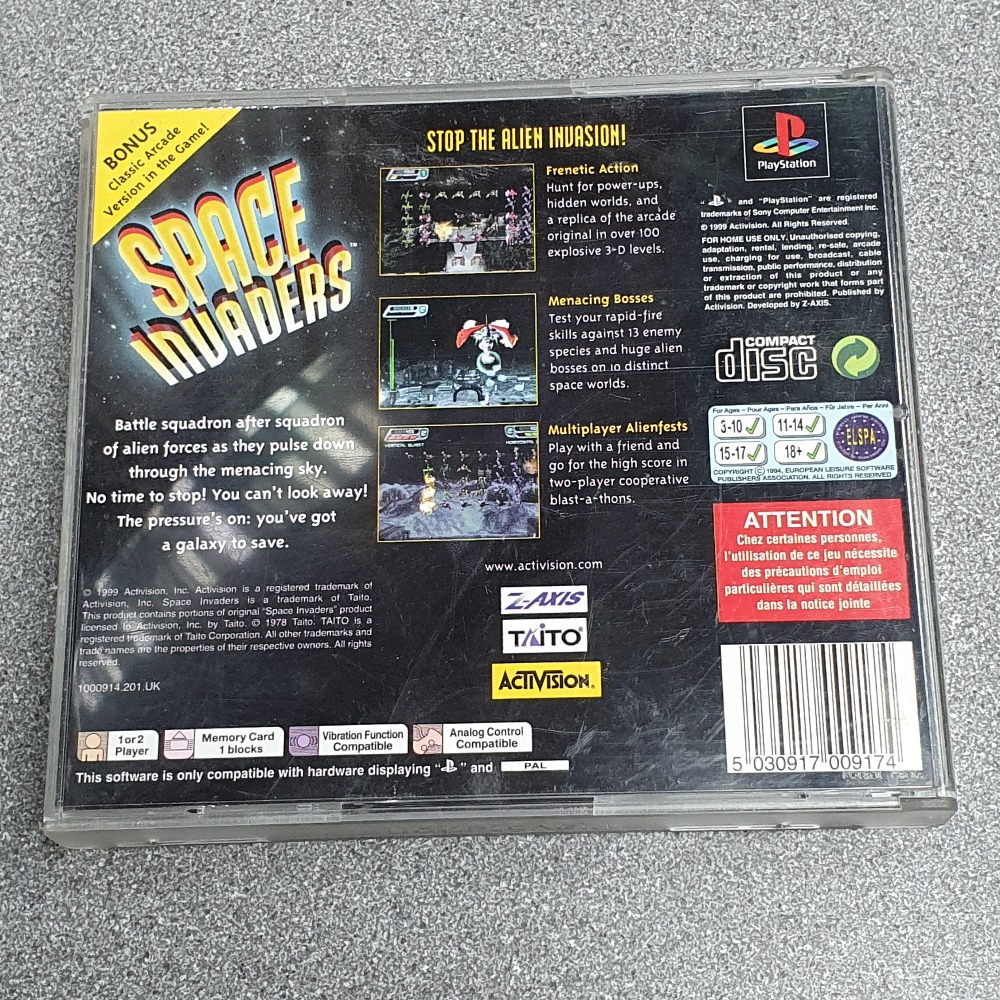 BONUS
Classic Arcade
Version in the Game!
SPACE
INVADERS
™
Battle squadron after squadron
of alien forces as they pulse down
through the menacing sky.
No time to stop! You can't look away!
The pressure's on: you've got
a galaxy to save.
© 1999 Activision, Inc. Activision is a registered trademark of
Activision, Inc. Space Invaders is a trademark of Taito.
This product contains portions of original "Space Invaders" product
licensed to Activision, Inc. by Taito. © 1978 Taito. TAITO is a
registered trademark of Taito Corporation. All other trademarks and
trade names are the properties of their respective owners. All rights
reserved.
1000914.201.UK
STOP THE ALIEN INVASION!
Frenetic Action
Hunt for power-ups,
hidden worlds, and
a replica of the arcade
original in over 100
explosive 3-D levels.
Menacing Bosses
Test your rapid-fire
skills against 13 enemy
species and huge alien
bosses on 10 distinct
space worlds.
VERTICAL BLAST
HORIZONTAL
Multiplayer Alienfests
Play with a friend and
go for the high score in
two-player cooperative
blast-a-thons.
www.activision.com
Z-AXIS
TAITO®
ACTIVISION®
PlayStation
" " and "PlayStation" are registered
trademarks of Sony Computer Entertainment Inc.
© 1999 Activision. All Rights Reserved.
FOR HOME USE ONLY. Unauthorised copying,
adaptation, rental, lending, re-sale, arcade
use, charging for use, broadcast, cable
transmission, public performance, distribution
or extraction of this product or any
trademark or copyright work that forms part
of this product are prohibited. Published by
Activision. Developed by Z-AXIS.
COMPACT
disc
For Ages - Pour Ages - Para Años - Für Jahre - Per Anni
3-10 11-14
15-17 18+
ELSPA
COPYRIGHT © 1994, EUROPEAN LEISURE SOFTWARE
PUBLISHERS ASSOCIATION. ALL RIGHTS RESERVED
ATTENTION
Chez certaines personnes,
l'utilisation de ce jeu nécessite
des précautions d'emploi
particulières qui sont détaillées
dans la notice jointe
5 030917 009174
1 or 2
Player
Memory Card
1 blocks
Vibration Function
Compatible
Analog Control
Compatible
This software is only compatible with hardware displaying " " and PAL